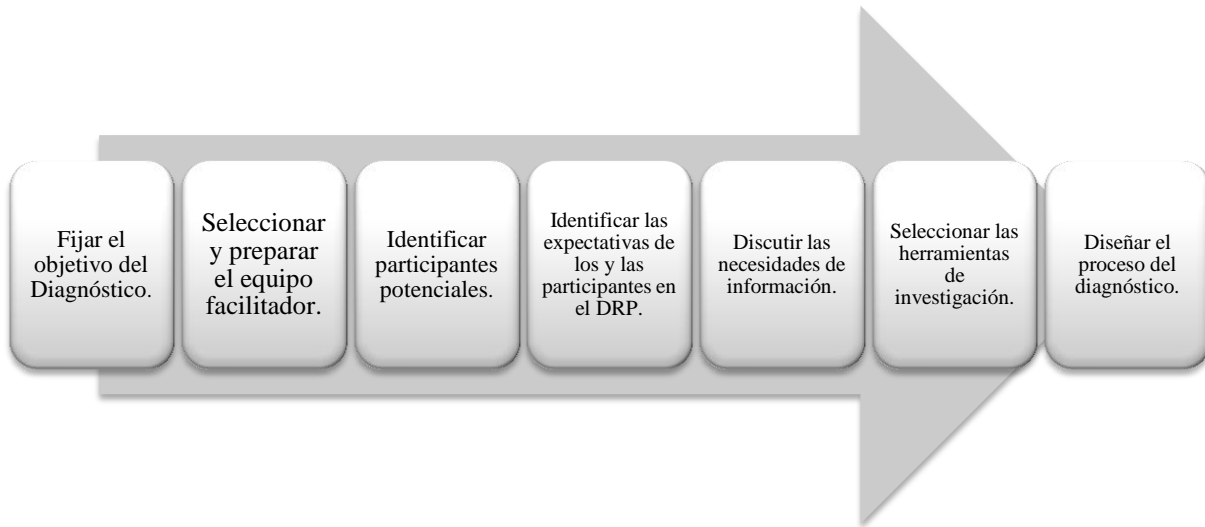 Fijar el
objetivo del
Diagnóstico.
Seleccionar
y preparar
el equipo
facilitador.
Identificar
participantes
potenciales.
Identificar las
expectativas de
los y las
participantes en
el DRP.
Discutir las
necesidades de
información.
Seleccionar las
herramientas
de
investigación.
Diseñar el
proceso del
diagnóstico.